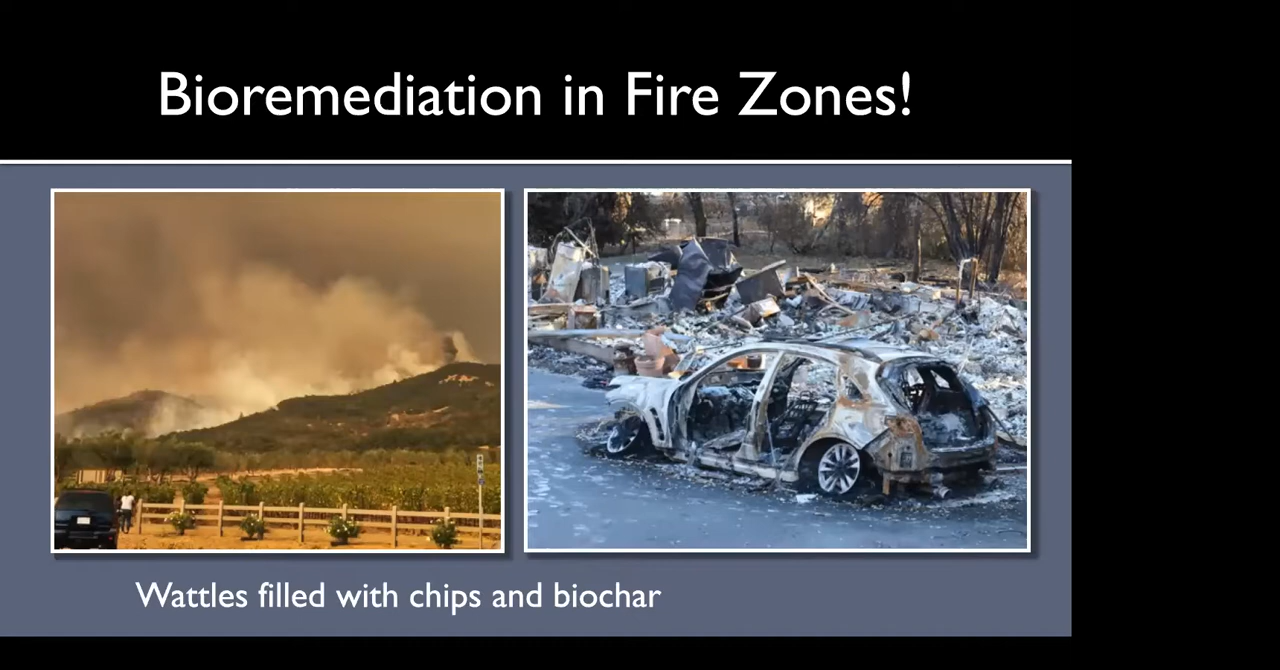 Bioremediation in Fire Zones!
Wattles filled with chips and biochar